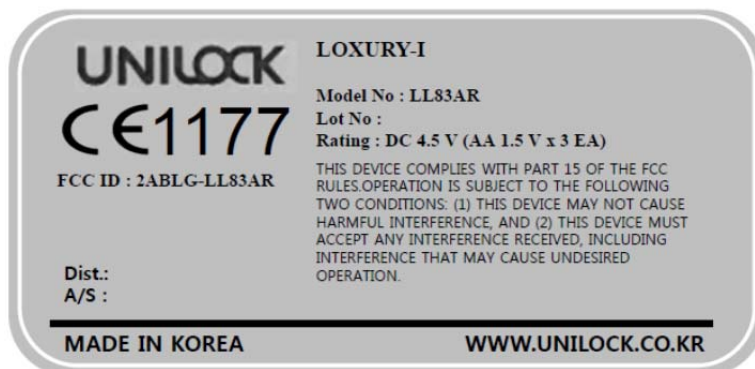 UNILOCK
CE1177
FCC ID : 2ABLG-LL83AR
Dist.:
A/S :
LOXURY-I
Model No : LL83AR
Lot No :
Rating : DC 4.5 V (AA 1.5 V x 3 EA)
THIS DEVICE COMPLIES WITH PART 15 OF THE FCC
RULES.OPERATION IS SUBJECT TO THE FOLLOWING
TWO CONDITIONS: (1) THIS DEVICE MAY NOT CAUSE
HARMFUL INTERFERENCE, AND (2) THIS DEVICE MUST
ACCEPT ANY INTERFERENCE RECEIVED, INCLUDING
INTERFERENCE THAT MAY CAUSE UNDESIRED
OPERATION.
MADE IN KOREA
WWW.UNILOCK.CO.KR